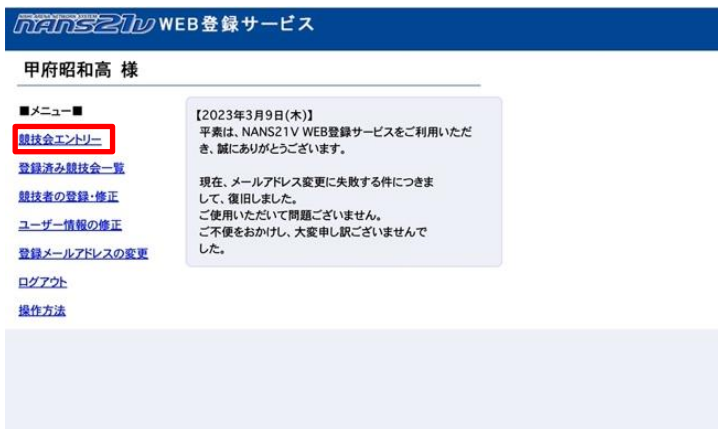 NISHI ARENA NETWORK SYSTEM
NANS21V WEB登録サービス
甲府昭和高 様
■メニュー■
競技会エントリー
登録済み競技会一覧
競技者の登録・修正
ユーザー情報の修正
登録メールアドレスの変更
ログアウト
操作方法
【2023年3月9日(木)】
平素は、NANS21V WEB登録サービスをご利用いただ
き、誠にありがとうございます。
現在、メールアドレス変更に失敗する件につきま
して、復旧しました。
ご使用いただいて問題ございません。
ご不便をおかけし、大変申し訳ございませんで
した。